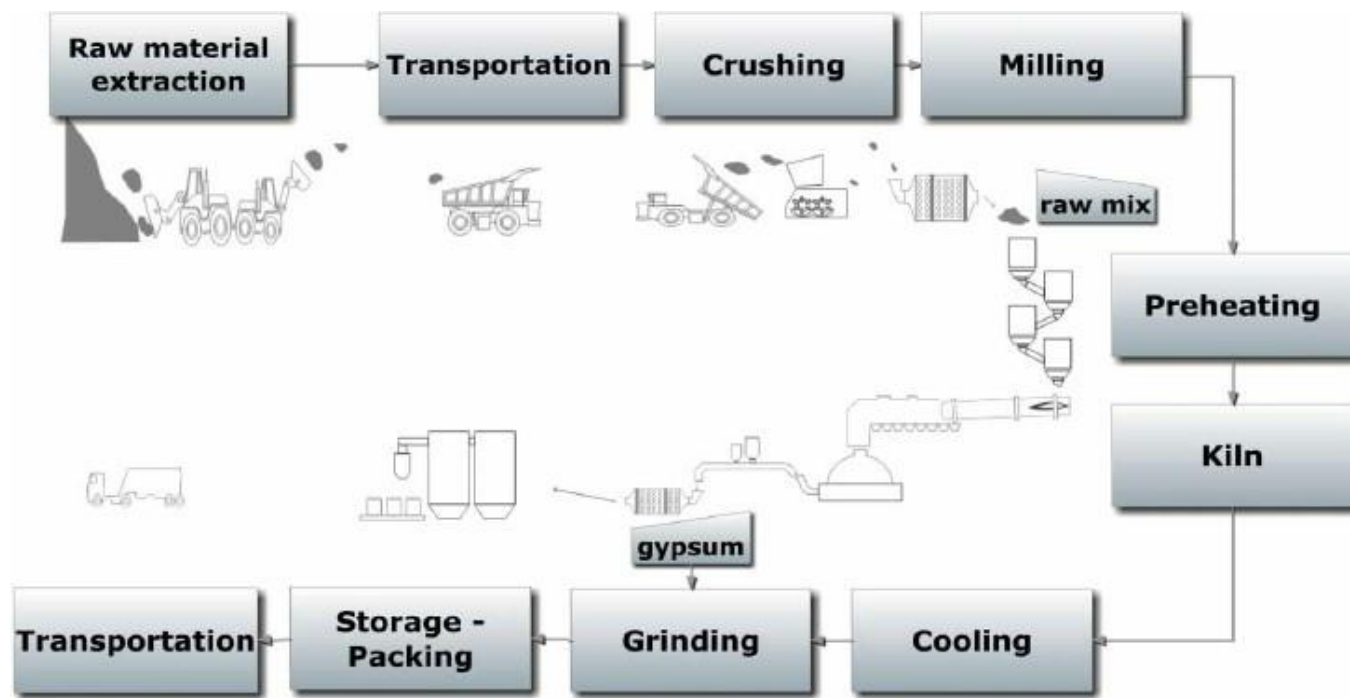 Raw material
extraction
Transportation
Crushing
Milling
raw mix
Preheating
Kiln
gypsum
Transportation
Storage -
Packing
Grinding
Cooling